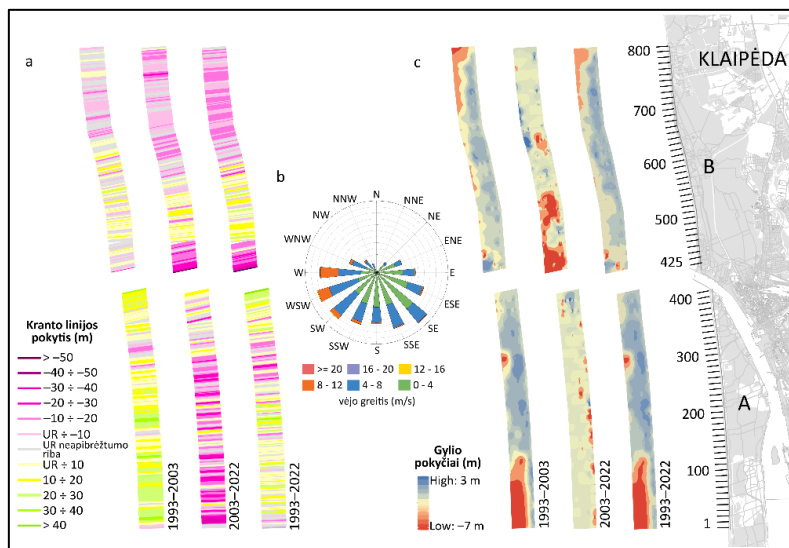 a
Kranto linijos
pokytis (m)
> −50
−40 ÷ −50
−30 ÷ −40
−20 ÷ −30
−10 ÷ −20
UR ÷ −10
UR neapibrėžtumo
riba
UR ÷ 10
10 ÷ 20
20 ÷ 30
30 ÷ 40
> 40
1993–2003
2003–2022
1993–2022
b
N
NNE
NE
ENE
E
ESE
SE
SSE
S
SSW
SW
WSW
W
WNW
NW
NNW
>= 20 16 - 20 12 - 16
8 - 12 4 - 8 0 - 4
vėjo greitis (m/s)
c
Gylio
pokyčiai (m)
High: 3 m
Low: −7 m
1993–2003
2003–2022
1993–2022
KLAIPĖDA
800
700
600
B
500
425
400
300
200
A
100
1